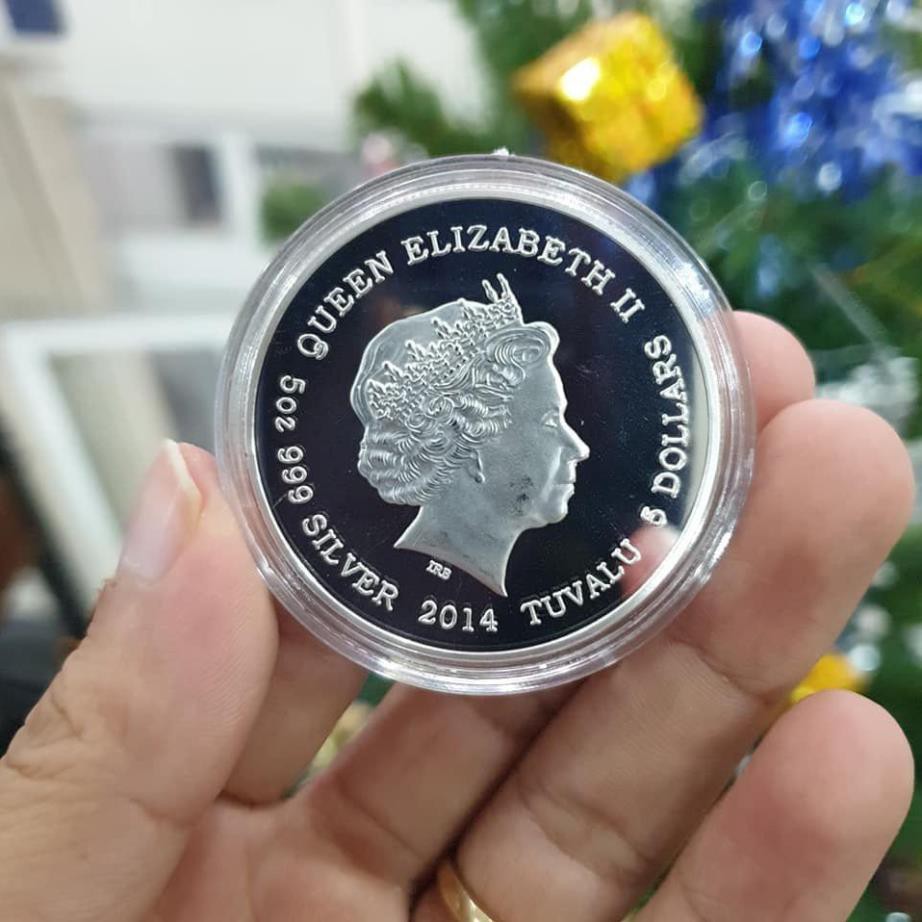 QUEEN ELIZABETH II
5 DOLLARS
TUVALU
2014
5oz 999 SILVER
IRB